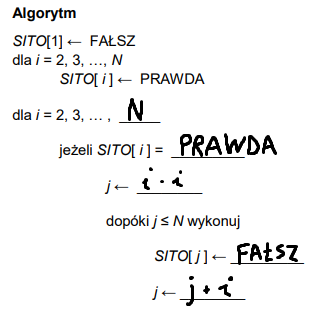 Algorytm
SITO[1] ← FAŁSZ
dla i = 2, 3, …, N
SITO[ i ] ← PRAWDA
dla i = 2, 3, … , N
jeżeli SITO[ i ] = PRAWDA
j ← i · i
dopóki j ≤ N wykonuj
SITO[ j ] ← FAŁSZ
j ← j + i